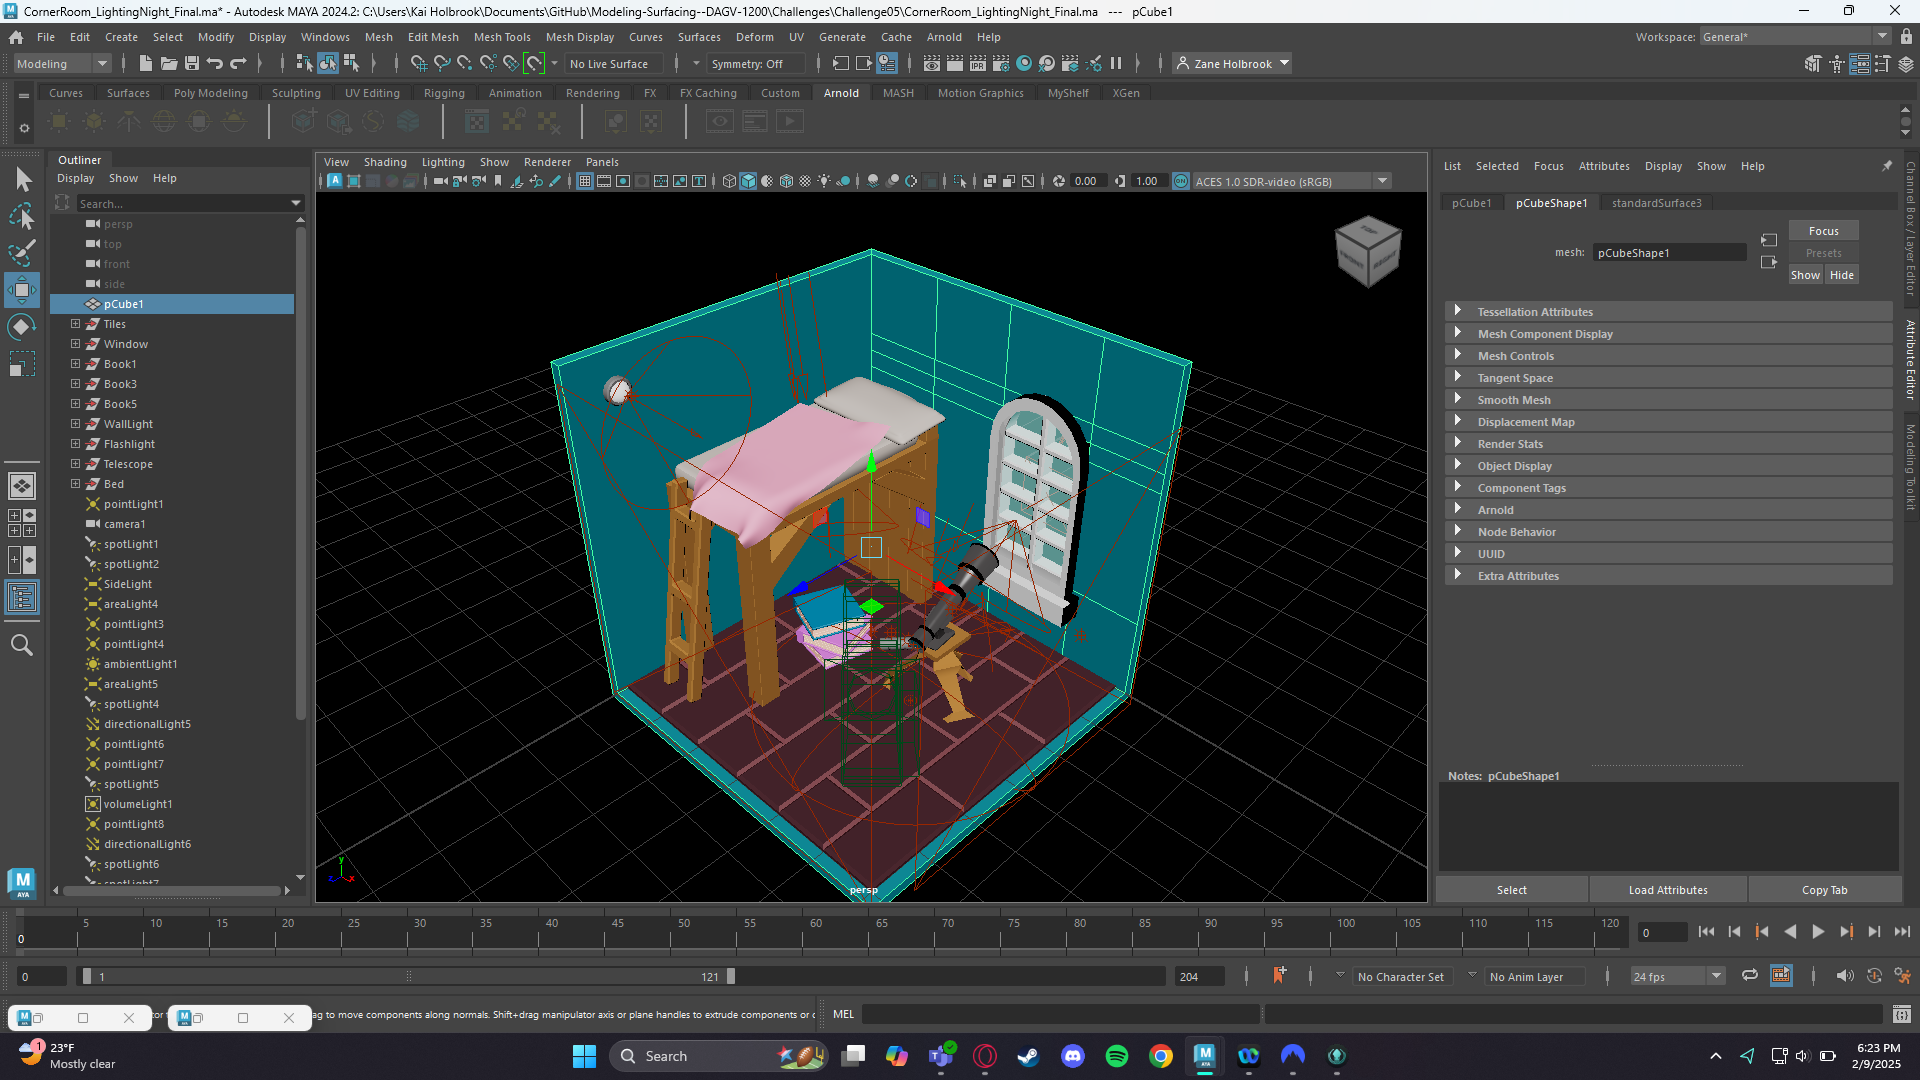 CornerRoom_LightingNight_Final.ma* - Autodesk MAYA 2024.2: C:\Users\Kai Holbrook\Documents\GitHub\Modeling-Surfacing--DAGV-1200\Challenges\Challenge05\CornerRoom_LightingNight_Final.ma --- pCube1
File Edit Create Select Modify Display Windows Mesh Edit Mesh Mesh Tools Mesh Display Curves Surfaces Deform UV Generate Cache Arnold Help
Workspace: General*
Modeling No Live Surface Symmetry: Off Zane Holbrook
Curves Surfaces Poly Modeling Sculpting UV Editing Rigging Animation Rendering FX FX Caching Custom Arnold MASH Motion Graphics MyShelf XGen
Outliner
Display Show Help
Search...
persp
top
front
side
pCube1
Tiles
Window
Book1
Book3
Book5
WallLight
Flashlight
Telescope
Bed
pointLight1
camera1
spotLight1
spotLight2
SideLight
areaLight4
pointLight3
pointLight4
ambientLight1
areaLight5
spotLight4
directionalLight5
pointLight6
pointLight7
spotLight5
volumeLight1
pointLight8
directionalLight6
spotLight6
spotLight7
View Shading Lighting Show Renderer Panels
0.00 1.00 ACES 1.0 SDR-video (sRGB)
TOP
FRONT RIGHT
y
z x
persp
List Selected Focus Attributes Display Show Help
pCube1 pCubeShape1 standardSurface3
Focus
mesh: pCubeShape1
Presets
Show Hide
Tessellation Attributes
Mesh Component Display
Mesh Controls
Tangent Space
Smooth Mesh
Displacement Map
Render Stats
Object Display
Component Tags
Arnold
Node Behavior
UUID
Extra Attributes
Notes: pCubeShape1
Select Load Attributes Copy Tab
Channel Box / Layer Editor
Attribute Editor
Modeling Toolkit
5 10 15 20 25 30 35 40 45 50 55 60 65 70 75 80 85 90 95 100 105 110 115 120
0 0
0 1 121 204 No Character Set No Anim Layer 24 fps
ag to move components along normals. Shift+drag manipulator axis or plane handles to extrude components or c
MEL
23°F
Mostly clear
Search
6:23 PM
2/9/2025